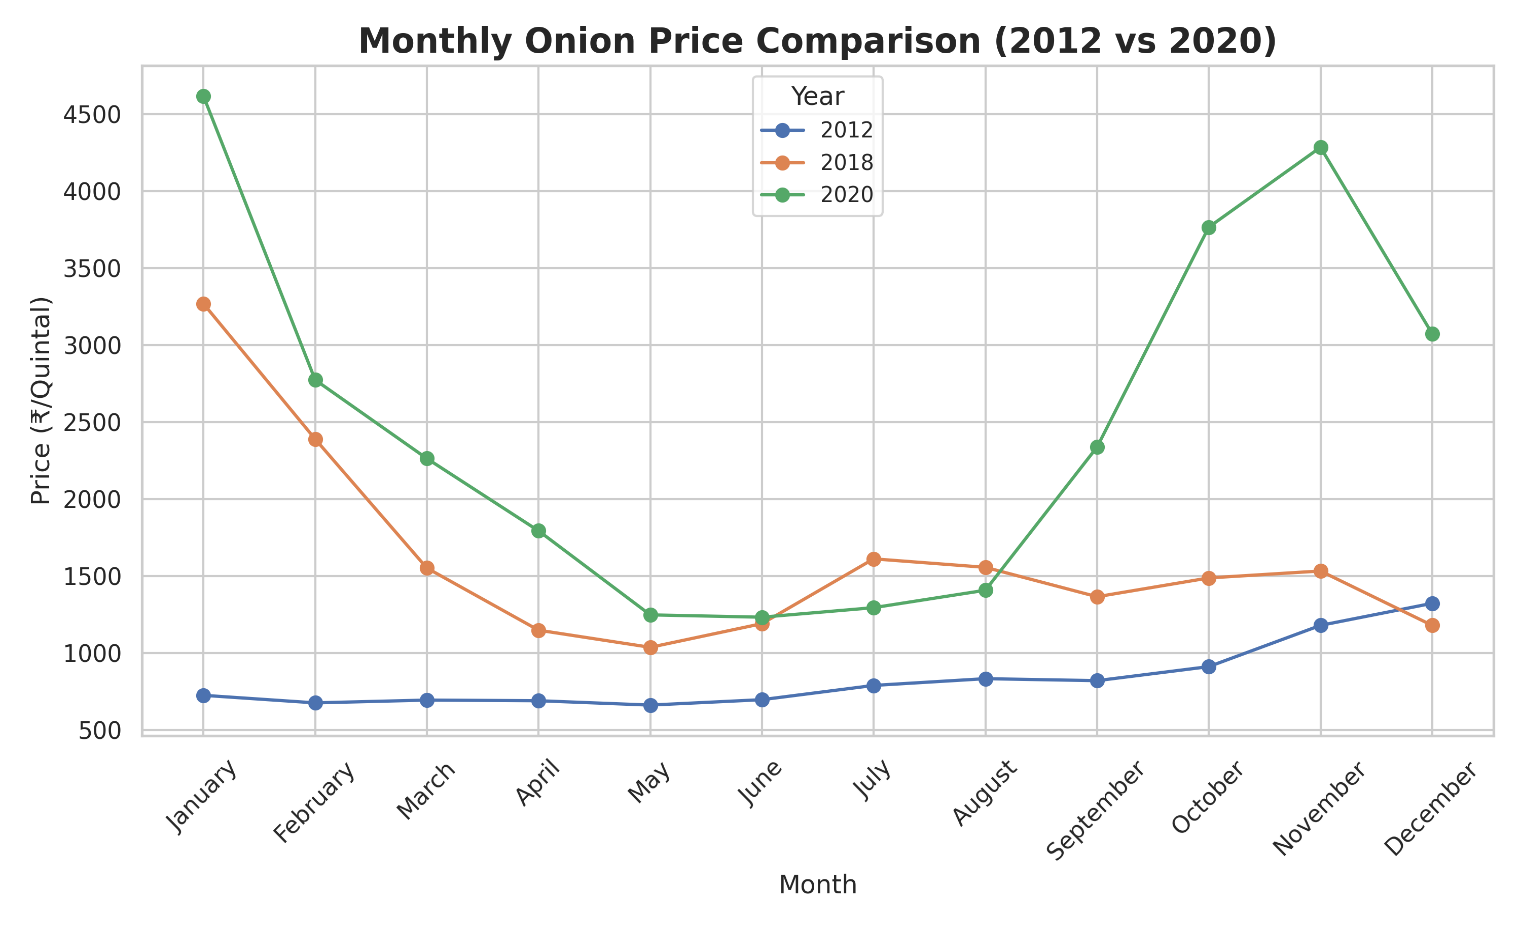 Monthly Onion Price Comparison (2012 vs 2020)
Year
2012
2018
2020
Price (₹/Quintal)
4500
4000
3500
3000
2500
2000
1500
1000
500
January
February
March
April
May
June
July
August
September
October
November
December
Month